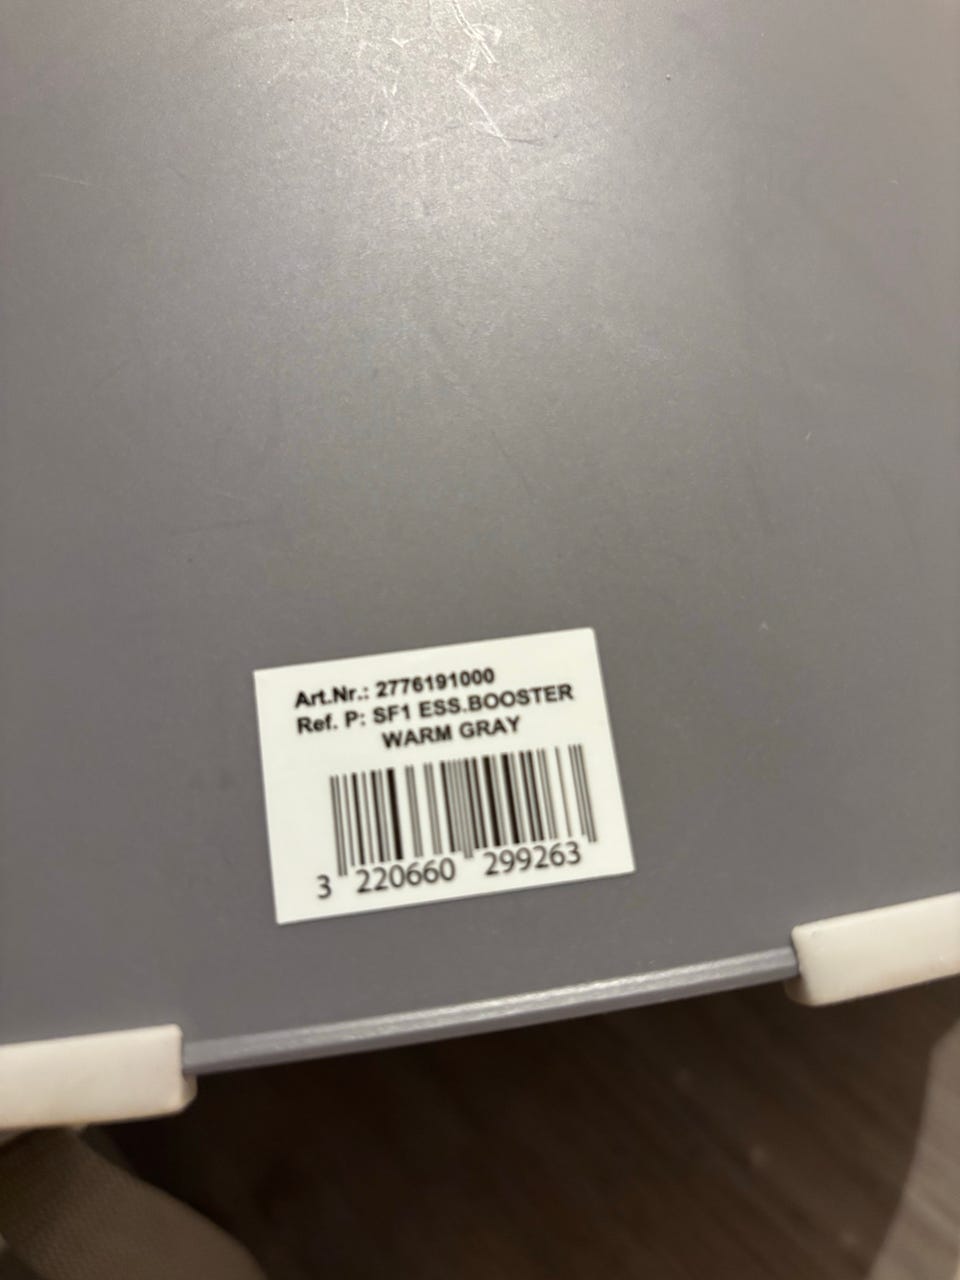 Art.Nr.: 2776191000
Ref. P: SF1 ESS.BOOSTER
WARM GRAY
3 220660 299263